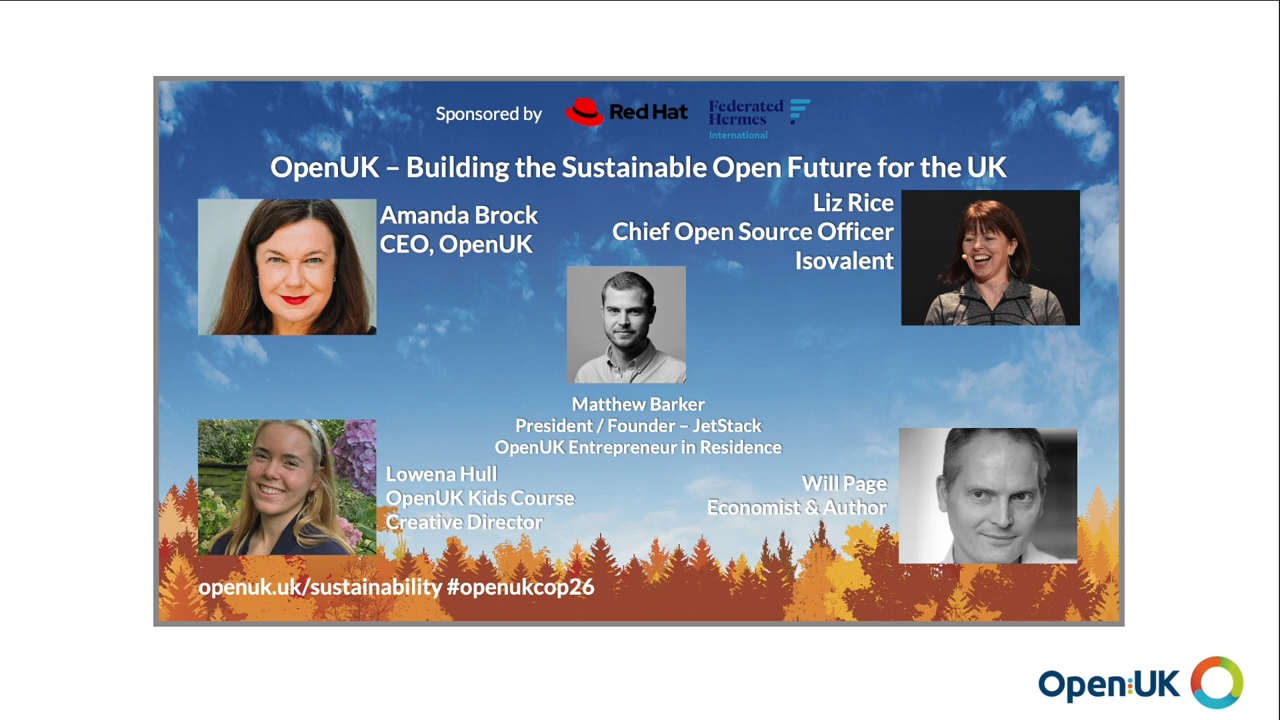 Sponsored by
Red Hat
Federated
Hermes
International
OpenUK – Building the Sustainable Open Future for the UK
Amanda Brock
CEO, OpenUK
Liz Rice
Chief Open Source Officer
Isovalent
Matthew Barker
President / Founder – JetStack
OpenUK Entrepreneur in Residence
Lowena Hull
OpenUK Kids Course
Creative Director
Will Page
Economist & Author
openuk.uk/sustainability #openukcop26
Open:UK